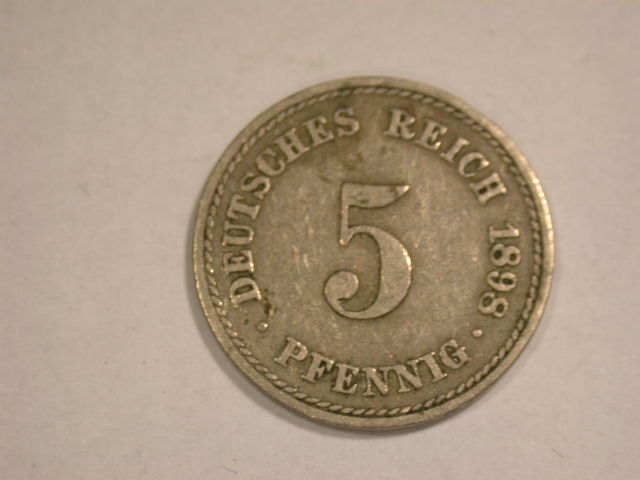 DEUTSCHES REICH 1898
5
· PFENNIG ·